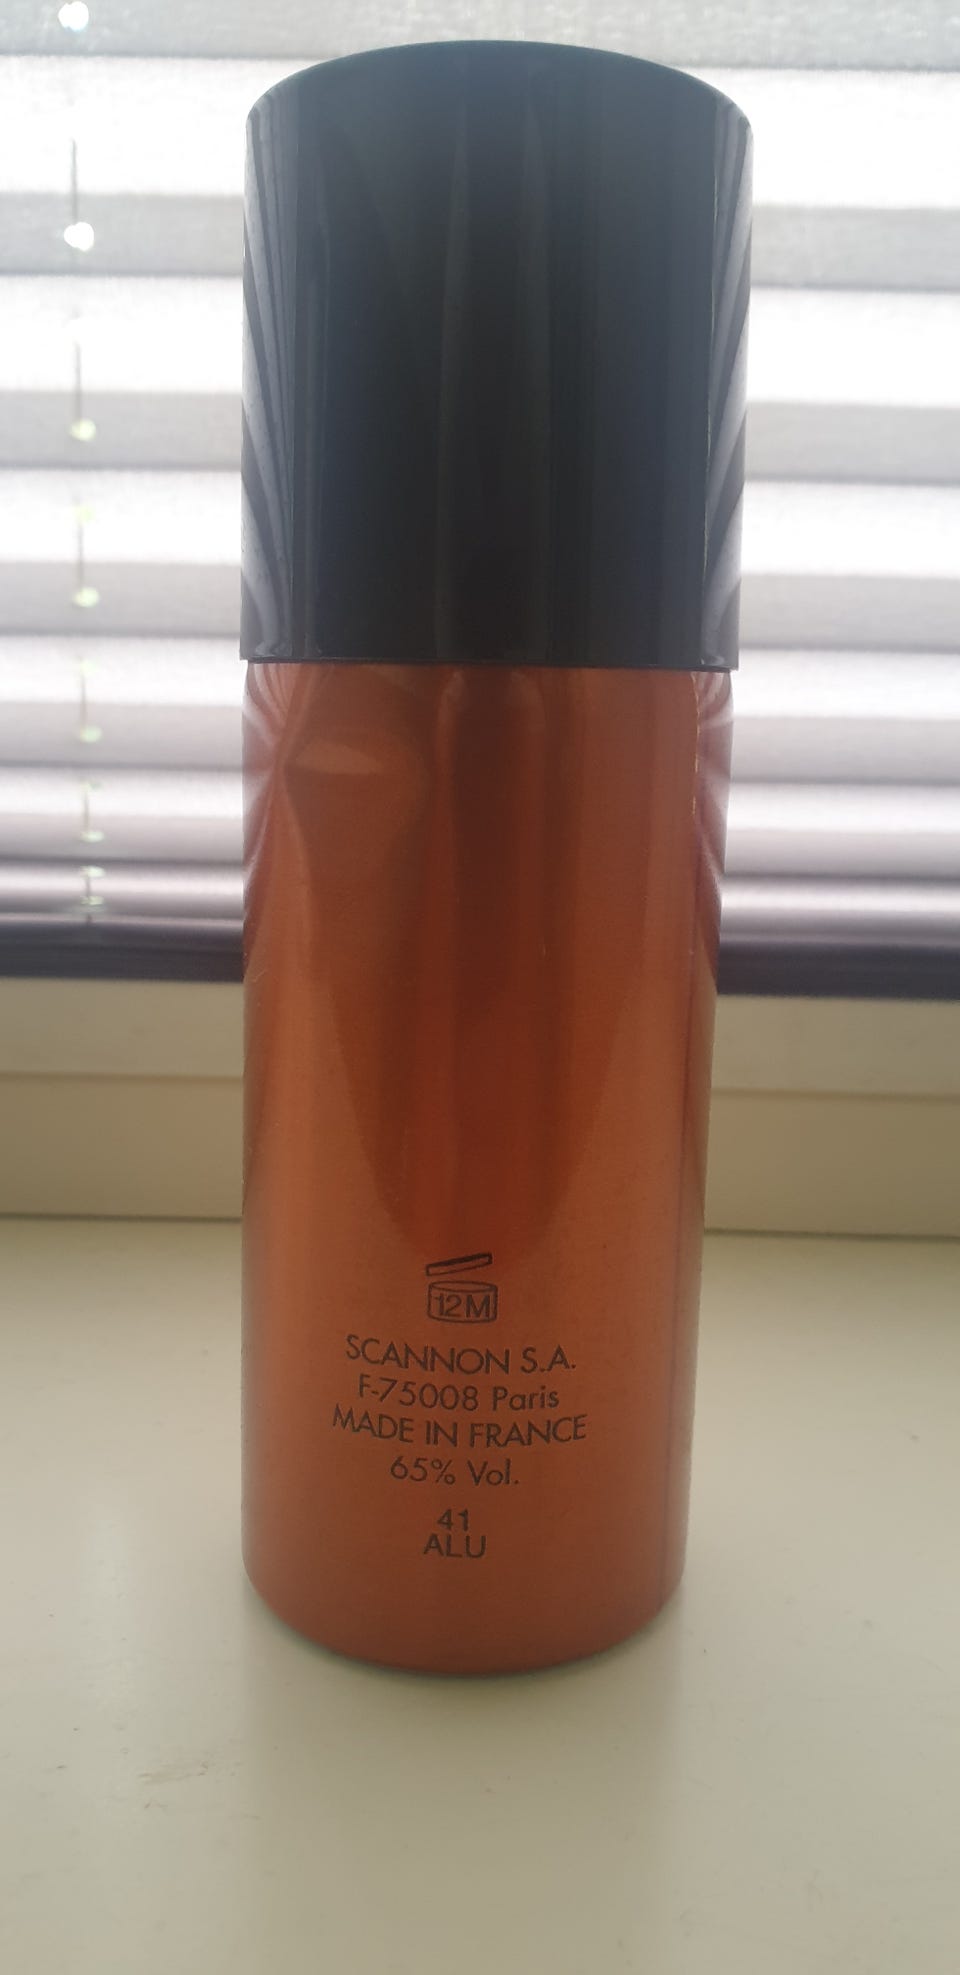 12M
SCANNON S.A.
F-75008 Paris
MADE IN FRANCE
65% Vol.
41
ALU